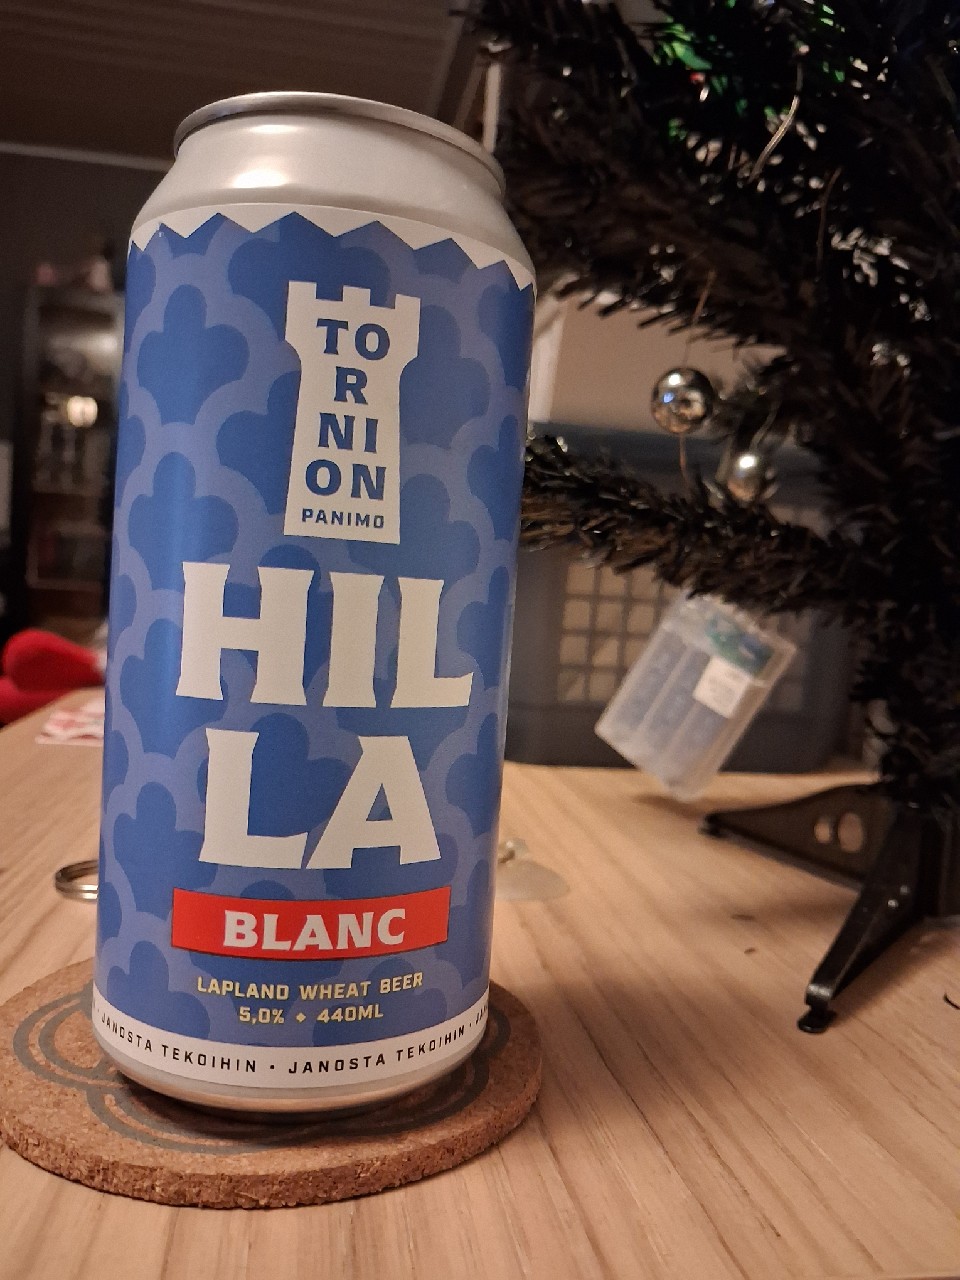 TO
R
NI
ON
PANIMO
HIL
LA
BLANC
LAPLAND WHEAT BEER
5,0% ◆ 440ML
• JANOSTA TEKOIHIN • JANOSTA TEKOIHIN •